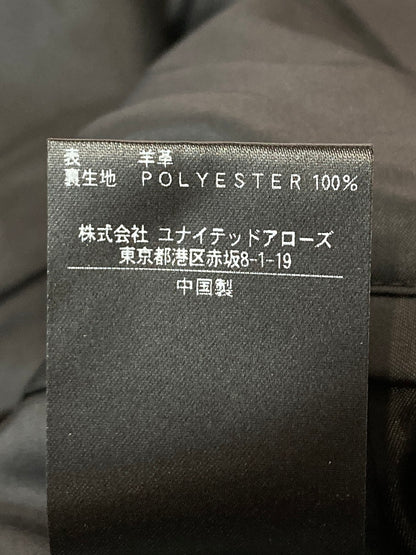 表 羊革
裏生地 POLYESTER 100%
株式会社 ユナイテッドアローズ
東京都港区赤坂8-1-19
中国製